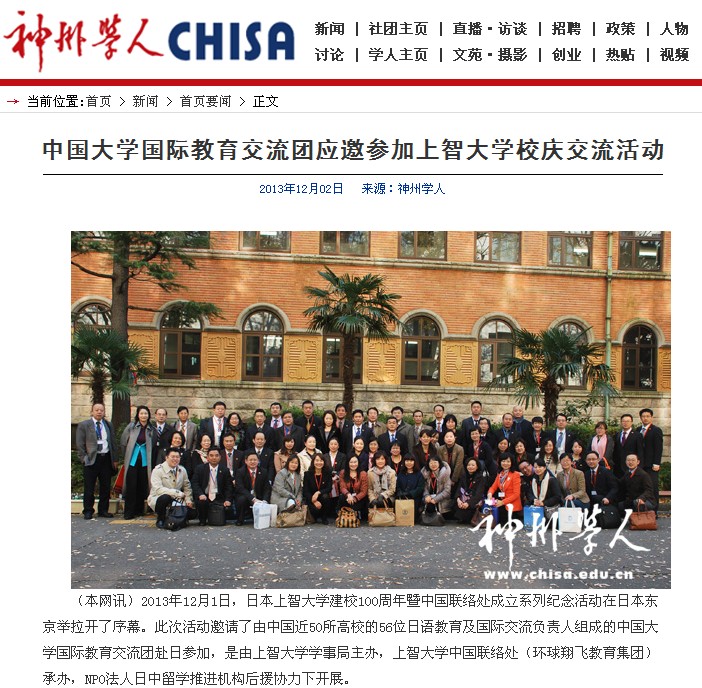 神州学人 CHISA
新闻 | 社团主页 | 直播·访谈 | 招聘 | 政策 | 人物
讨论 | 学人主页 | 文苑·摄影 | 创业 | 热贴 | 视频
→ 当前位置:首页 > 新闻 > 首页要闻 > 正文
中国大学国际教育交流团应邀参加上智大学校庆交流活动
2013年12月02日 来源：神州学人
神州学人
www.chisa.edu.cn
（本网讯）2013年12月1日，日本上智大学建校100周年暨中国联络处成立系列纪念活动在日本东
京举拉开了序幕。此次活动邀请了由中国近50所高校的56位日语教育及国际交流负责人组成的中国大
学国际教育交流团赴日参加，是由上智大学学事局主办，上智大学中国联络处（环球翔飞教育集团）
承办，NPO法人日中留学推进机构后援协力下开展。